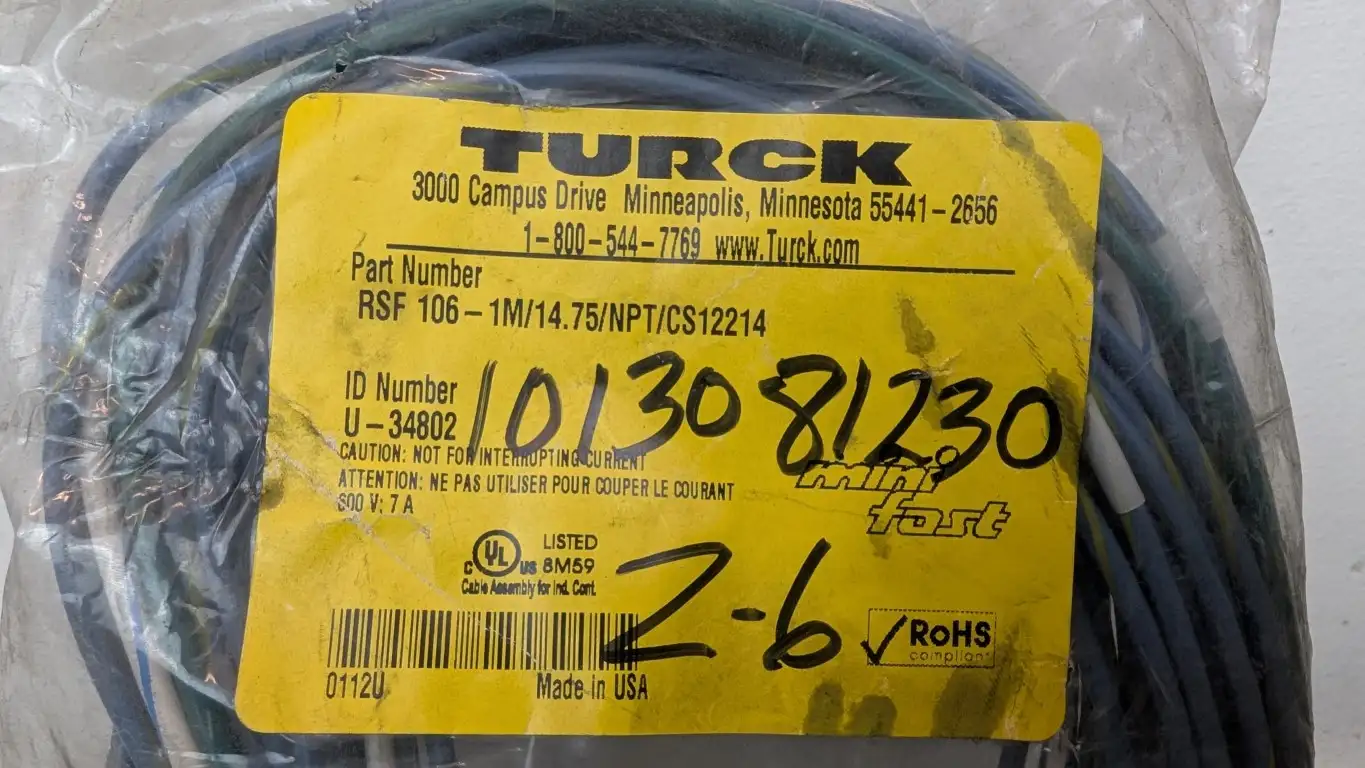 TURCK
3000 Campus Drive Minneapolis, Minnesota 55441-2656
1-800-544-7769 www.Turck.com
Part Number
RSF 106-1M/14.75/NPT/CS12214
ID Number
U-34802
1013081230
CAUTION: NOT FOR INTERRUPTING CURRENT
ATTENTION: NE PAS UTILISER POUR COUPER LE COURANT
600 V; 7 A
mini
fast
c UL us LISTED
8M59
Cable Assembly for Ind. Cont.
2-6
RoHS
compliant
0112U
Made in USA